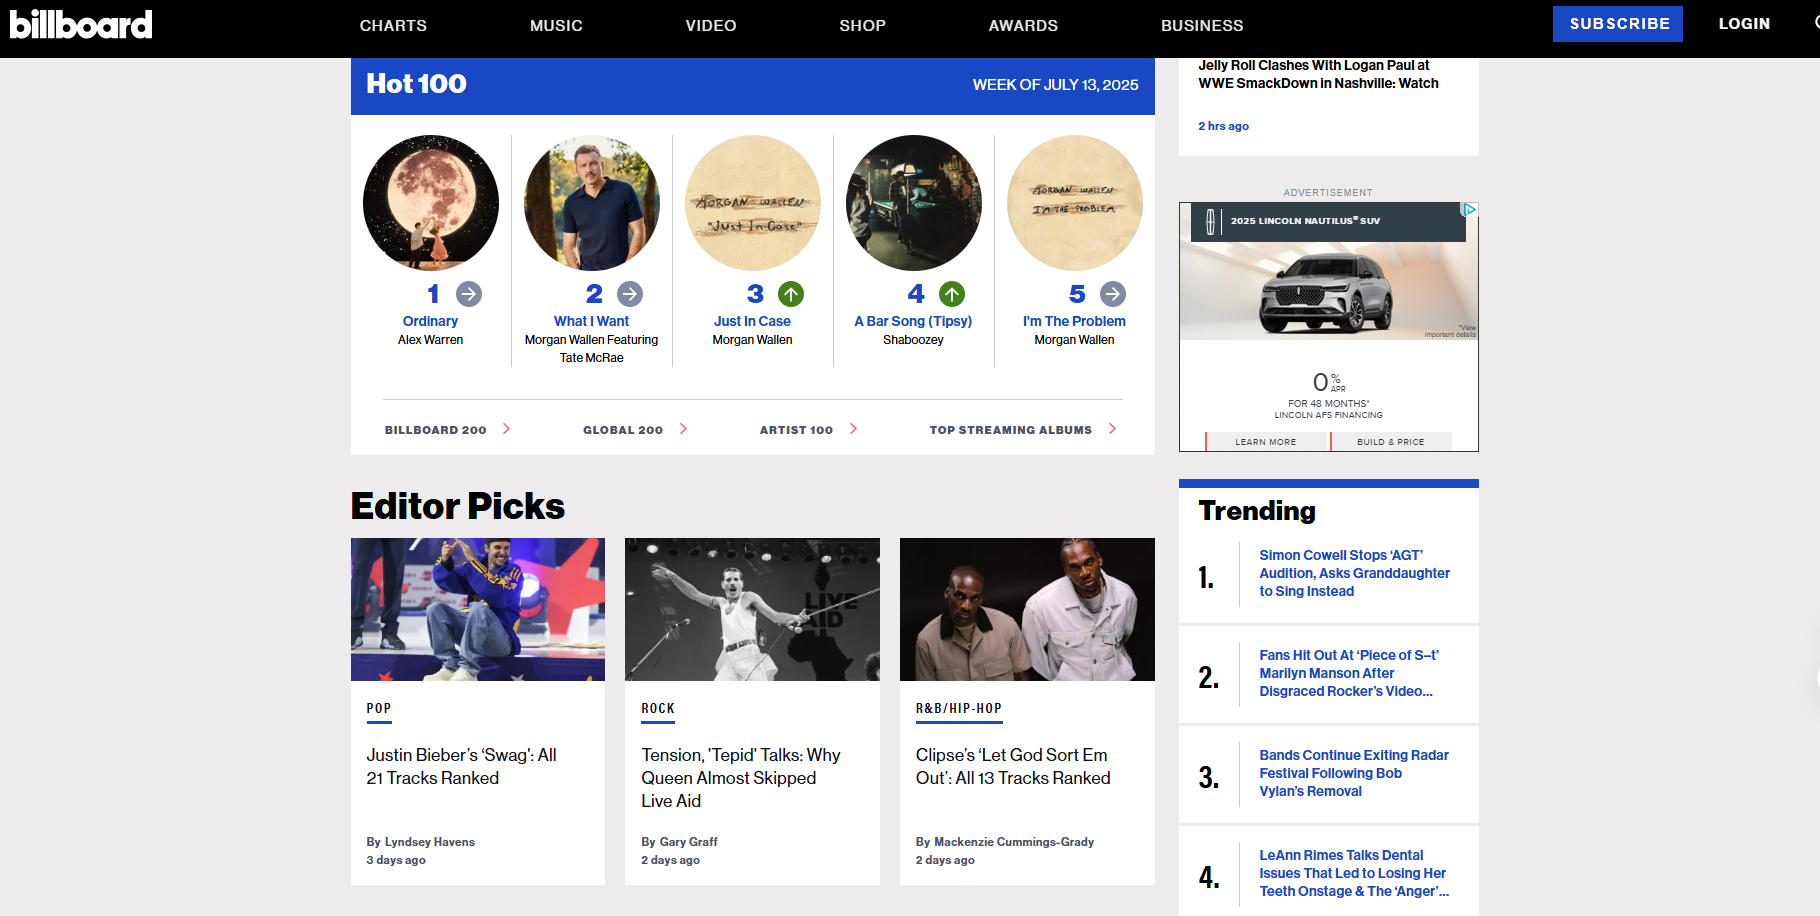 billboard
CHARTS
MUSIC
VIDEO
SHOP
AWARDS
BUSINESS
SUBSCRIBE
LOGIN
Hot 100
WEEK OF JULY 13, 2025
MORGAN WALLEN
"Just In Case"
MORGAN WALLEN
I'M THE PROBLEM
1
Ordinary
Alex Warren
2
What I Want
Morgan Wallen Featuring
Tate McRae
3
Just In Case
Morgan Wallen
4
A Bar Song (Tipsy)
Shaboozey
5
I'm The Problem
Morgan Wallen
BILLBOARD 200
GLOBAL 200
ARTIST 100
TOP STREAMING ALBUMS
Editor Picks
LIVE
AID
POP
Justin Bieber's ‘Swag': All
21 Tracks Ranked
By Lyndsey Havens
3 days ago
ROCK
Tension, 'Tepid' Talks: Why
Queen Almost Skipped
Live Aid
By Gary Graff
2 days ago
R&B/HIP-HOP
Clipse's ‘Let God Sort Em
Out’: All 13 Tracks Ranked
By Mackenzie Cummings-Grady
2 days ago
Jelly Roll Clashes With Logan Paul at
WWE SmackDown in Nashville: Watch
2 hrs ago
ADVERTISEMENT
2025 LINCOLN NAUTILUS® SUV
*View
important details
0%
APR
FOR 48 MONTHS*
LINCOLN AFS FINANCING
LEARN MORE
BUILD & PRICE
Trending
1.
Simon Cowell Stops ‘AGT’
Audition, Asks Granddaughter
to Sing Instead
2.
Fans Hit Out At ‘Piece of S–t’
Marilyn Manson After
Disgraced Rocker’s Video...
3.
Bands Continue Exiting Radar
Festival Following Bob
Vylan’s Removal
4.
LeAnn Rimes Talks Dental
Issues That Led to Losing Her
Teeth Onstage & The ‘Anger’...